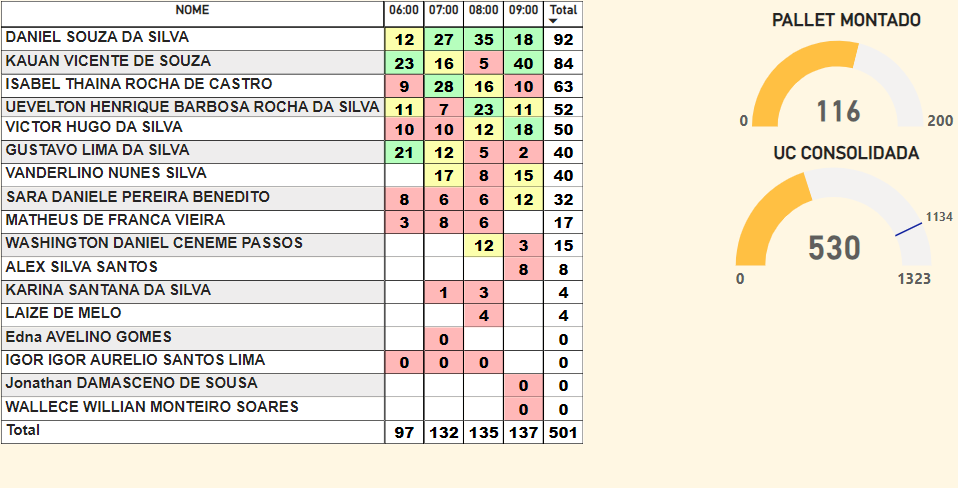 NOME 06:00 07:00 08:00 09:00 Total
DANIEL SOUZA DA SILVA 12 27 35 18 92
KAUAN VICENTE DE SOUZA 23 16 5 40 84
ISABEL THAINA ROCHA DE CASTRO 9 28 16 10 63
UEVELTON HENRIQUE BARBOSA ROCHA DA SILVA 11 7 23 11 52
VICTOR HUGO DA SILVA 10 10 12 18 50
GUSTAVO LIMA DA SILVA 21 12 5 2 40
VANDERLINO NUNES SILVA 17 8 15 40
SARA DANIELE PEREIRA BENEDITO 8 6 6 12 32
MATHEUS DE FRANCA VIEIRA 3 8 6 17
WASHINGTON DANIEL CENEME PASSOS 12 3 15
ALEX SILVA SANTOS 8 8
KARINA SANTANA DA SILVA 1 3 4
LAIZE DE MELO 4 4
Edna AVELINO GOMES 0 0
IGOR IGOR AURELIO SANTOS LIMA 0 0 0 0
Jonathan DAMASCENO DE SOUSA 0 0
WALLECE WILLIAN MONTEIRO SOARES 0 0
Total 97 132 135 137 501
PALLET MONTADO
116
0 200
UC CONSOLIDADA
1134
530
0 1323